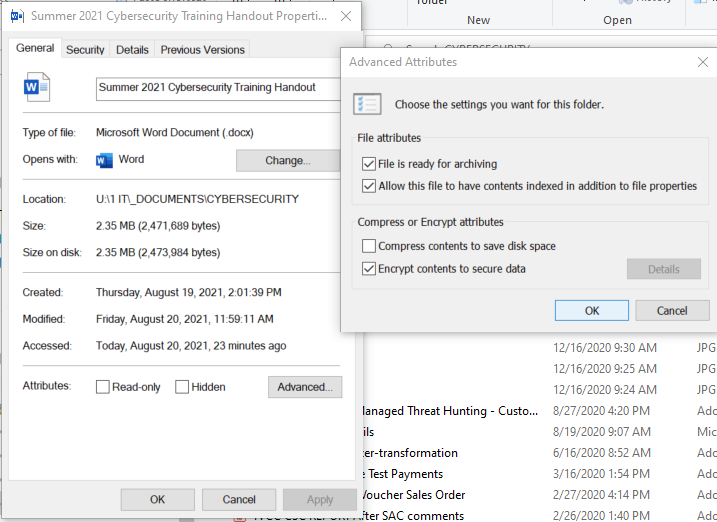 Summer 2021 Cybersecurity Training Handout Properti...
General Security Details Previous Versions
Summer 2021 Cybersecurity Training Handout
Type of file: Microsoft Word Document (.docx)
Opens with: Word Change...
Location: U:\1 IT\_DOCUMENTS\CYBERSECURITY
Size: 2.35 MB (2,471,689 bytes)
Size on disk: 2.35 MB (2,473,984 bytes)
Created: Thursday, August 19, 2021, 2:01:39 PM
Modified: Friday, August 20, 2021, 11:59:11 AM
Accessed: Today, August 20, 2021, 23 minutes ago
Attributes: Read-only Hidden Advanced...
OK Cancel Apply
folder
New Open
Advanced Attributes
Choose the settings you want for this folder.
File attributes
File is ready for archiving
Allow this file to have contents indexed in addition to file properties
Compress or Encrypt attributes
Compress contents to save disk space
Encrypt contents to secure data Details
OK Cancel
12/16/2020 9:30 AM JPG
12/16/2020 9:25 AM JPG
12/16/2020 9:24 AM JPG
Managed Threat Hunting - Custo... 8/27/2020 4:20 PM Ado
ils 8/19/2020 9:07 AM Mic
er-transformation 6/16/2020 8:52 AM Ado
e Test Payments 3/16/2020 1:54 PM Ado
Voucher Sales Order 2/27/2020 4:14 PM Ado
After SAC comments 2/26/2020 1:40 PM Ado